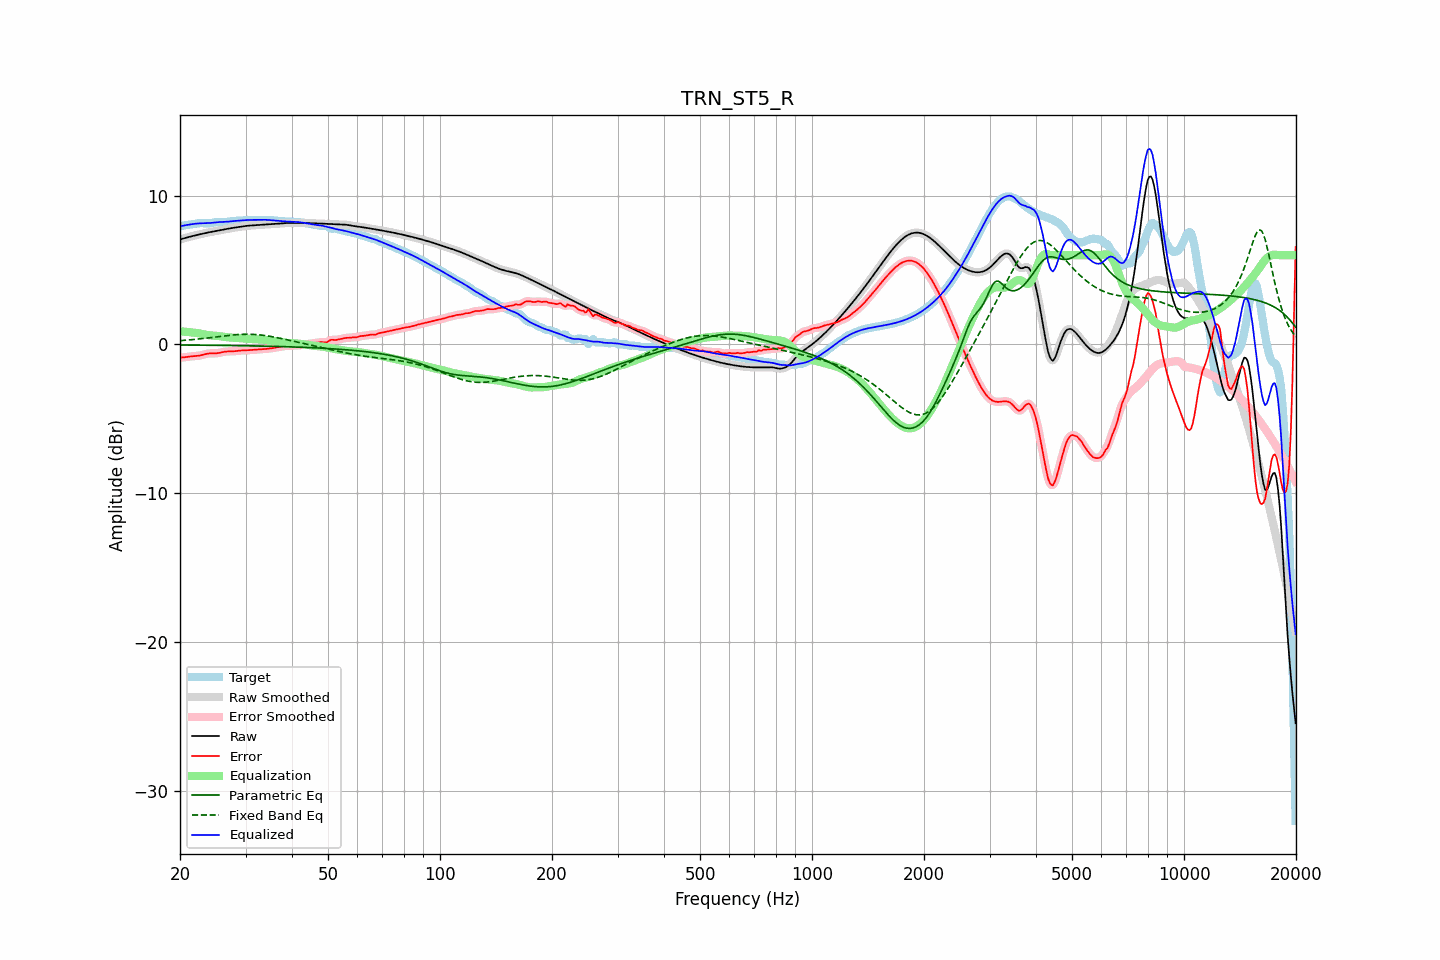 TRN_ST5_R
Amplitude (dBr)
10
0
−10
−20
−30
Target
Raw Smoothed
Error Smoothed
Raw
Error
Equalization
Parametric Eq
Fixed Band Eq
Equalized
20 50 100 200 500 1000 2000 5000 10000 20000
Frequency (Hz)